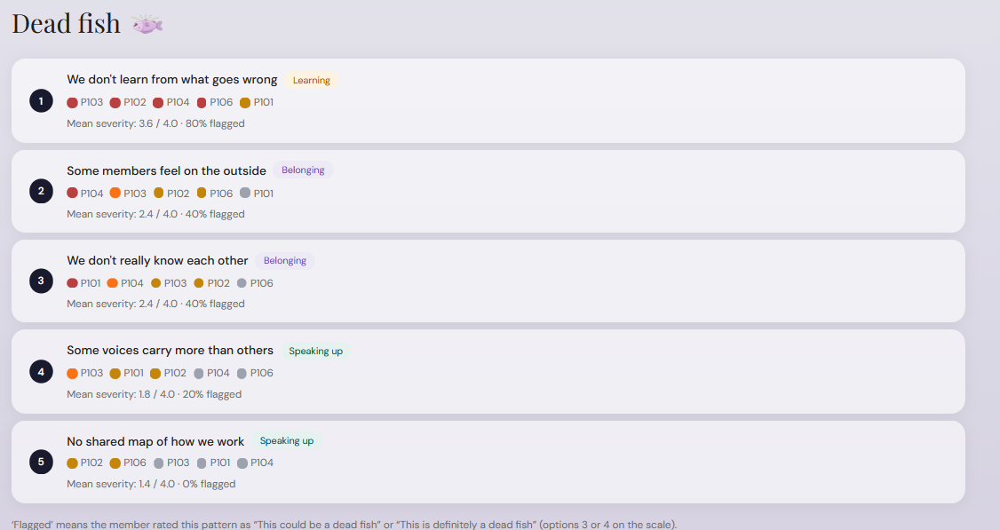 Dead fish
We don't learn from what goes wrong Learning
1
P103 P102 P104 P106 P101
Mean severity: 3.6 / 4.0 · 80% flagged
Some members feel on the outside Belonging
2
P104 P103 P102 P106 P101
Mean severity: 2.4 / 4.0 · 40% flagged
We don't really know each other Belonging
3
P101 P104 P103 P102 P106
Mean severity: 2.4 / 4.0 · 40% flagged
Some voices carry more than others Speaking up
4
P103 P101 P102 P104 P106
Mean severity: 1.8 / 4.0 · 20% flagged
No shared map of how we work Speaking up
5
P102 P106 P103 P101 P104
Mean severity: 1.4 / 4.0 · 0% flagged
'Flagged' means the member rated this pattern as “This could be a dead fish” or “This is definitely a dead fish” (options 3 or 4 on the scale).